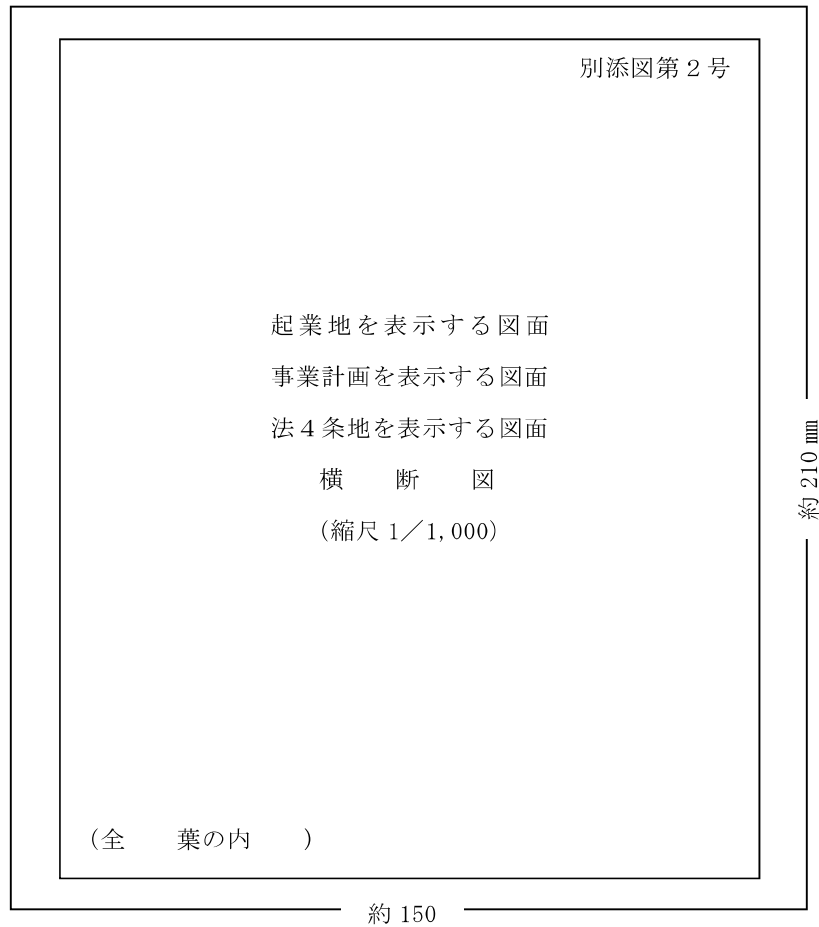 別添図第２号
起業地を表示する図面
事業計画を表示する図面
法４条地を表示する図面
横　　断　　図
（縮尺 1／1,000）
約 210 ㎜
（全　　葉の内　　）
約 150